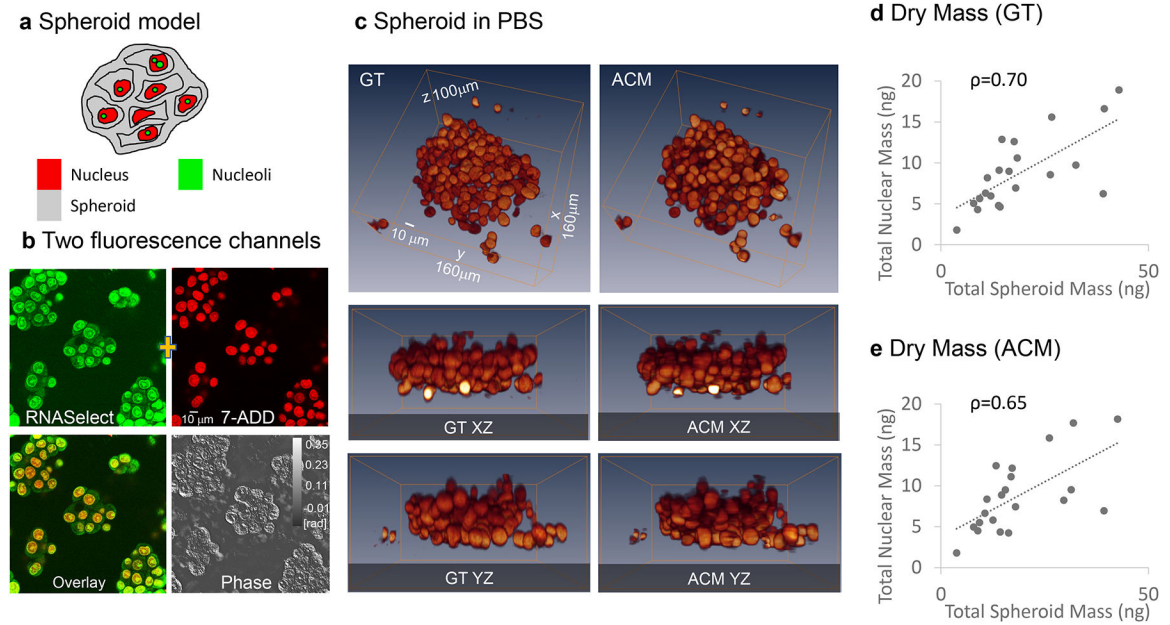 a Spheroid model
Nucleus
Nucleoli
Spheroid
b Two fluorescence channels
RNASelect
+
10 μm
7-ADD
Overlay
0.35
0.23
0.11
-0.01
[rad]
Phase
c Spheroid in PBS
GT
z 100μm
10 μm
y
160μm
x
160μm
ACM
GT XZ
ACM XZ
GT YZ
ACM YZ
d Dry Mass (GT)
ρ=0.70
Total Nuclear Mass (ng)
20
15
10
5
0
0
50
Total Spheroid Mass (ng)
e Dry Mass (ACM)
ρ=0.65
Total Nuclear Mass (ng)
20
15
10
5
0
0
50
Total Spheroid Mass (ng)